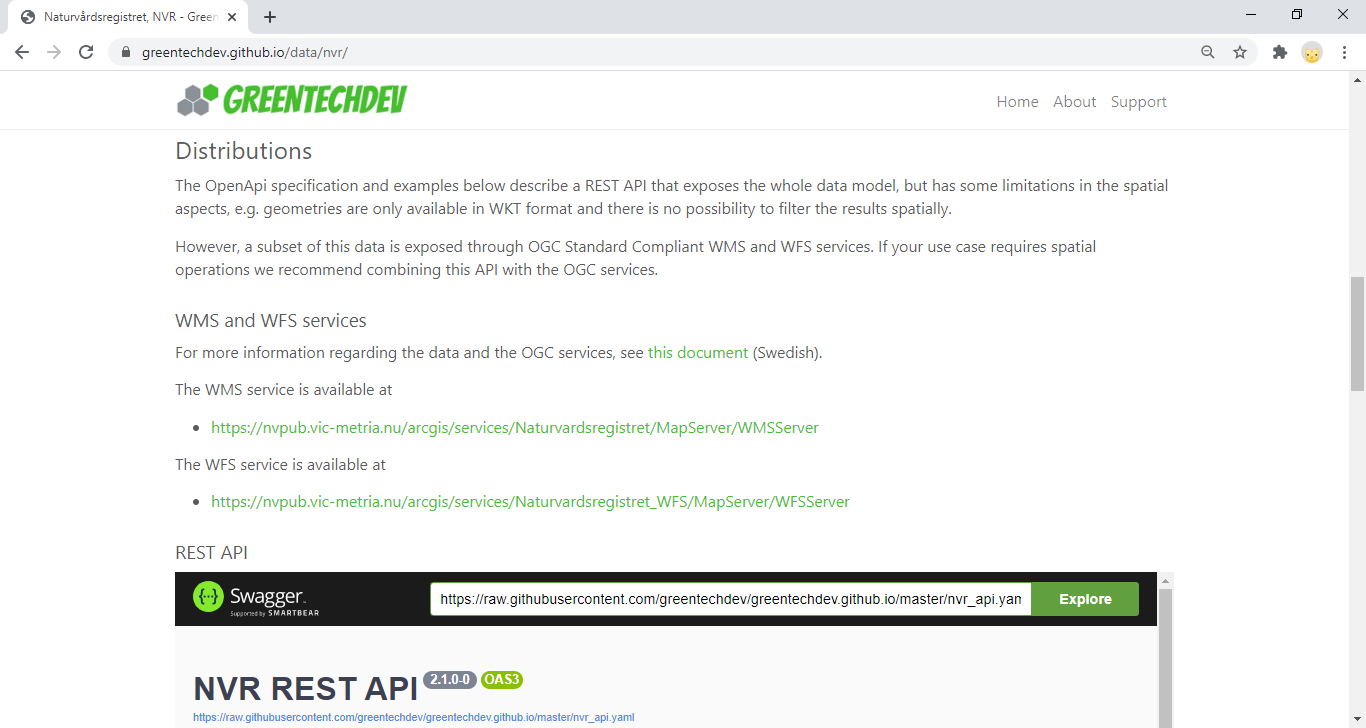 Naturvårdsregistret, NVR - Green
greentechdev.github.io/data/nvr/
GREENTECHDEV
Home About Support
Distributions
The OpenApi specification and examples below describe a REST API that exposes the whole data model, but has some limitations in the spatial
aspects, e.g. geometries are only available in WKT format and there is no possibility to filter the results spatially.
However, a subset of this data is exposed through OGC Standard Compliant WMS and WFS services. If your use case requires spatial
operations we recommend combining this API with the OGC services.
WMS and WFS services
For more information regarding the data and the OGC services, see this document (Swedish).
The WMS service is available at
https://nvpub.vic-metria.nu/arcgis/services/Naturvardsregistret/MapServer/WMSServer
The WFS service is available at
https://nvpub.vic-metria.nu/arcgis/services/Naturvardsregistret_WFS/MapServer/WFSServer
REST API
Swagger
Supported by SMARTBEAR
https://raw.githubusercontent.com/greentechdev/greentechdev.github.io/master/nvr_api.yam
Explore
NVR REST API 2.1.0-0 OAS3
https://raw.githubusercontent.com/greentechdev/greentechdev.github.io/master/nvr_api.yaml